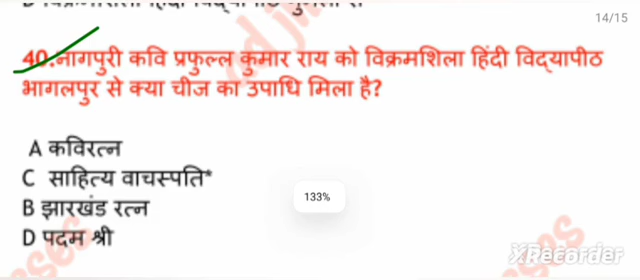 14/15
40.नागपुरी कवि प्रफुल्ल कुमार राय को विक्रमशिला हिंदी विद्यापीठ
भागलपुर से क्या चीज का उपाधि मिला है?
A कविरत्न
C साहित्य वाचस्पति*
133%
B झारखंड रत्न
D पदम श्री
XRecorder